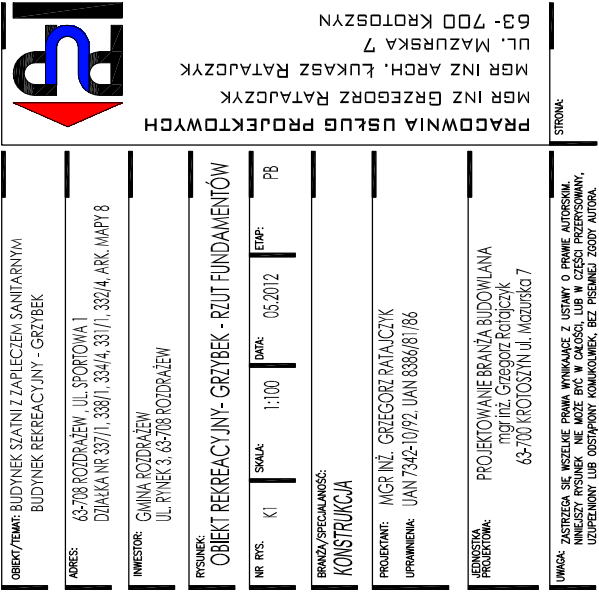 PRACOWNIA USŁUG PROJEKTOWYCH
MGR INZ GRZEGORZ RATAJCZYK
MGR INZ ARCH. ŁUKASZ RATAJCZYK
UL. MAZURSKA 7
63-700 KROTOSZYN
STRONA:
OBIEKT/TEMAT: BUDYNEK SZATNI Z ZAPLECZEM SANITARNYM
BUDYNEK REKREACYJNY - GRZYBEK
ADRES:
63-708 ROZDRAŻEW , UL. SPORTOWA 1
DZIAŁKA NR 337/1, 338/1, 334/4, 331/1, 332/4, ARK. MAPY 8
INWESTOR:
GMINA ROZDRAŻEW
UL. RYNEK 3, 63-708 ROZDRAŻEW
RYSUNEK:
OBIEKT REKREACYJNY- GRZYBEK - RZUT FUNDAMENTÓW
NR RYS. K1 SKALA: 1:100 DATA: 05.2012 ETAP: PB
BRANŻA/SPECJALNOŚĆ:
KONSTRUKCJA
PROJEKTANT: MGR INŻ. GRZEGORZ RATAJCZYK
UPRAWNIENIA: UAN 7342-10/92, UAN 8386/81/86
JEDNOSTKA
PROJEKTOWA:
PROJEKTOWANIE BRANŻA BUDOWLANA
mgr inż. Grzegorz Ratajczyk
63-700 KROTOSZYN ul. Mazurska 7
UWAGA: ZASTRZEGA SIĘ WSZELKIE PRAWA WYNIKAJĄCE Z USTAWY O PRAWIE AUTORSKIM.
NINIEJSZY RYSUNEK NIE MOŻE BYĆ W CAŁOŚCI, LUB W CZĘŚCI PRZERYSOWANY,
UZUPEŁNIONY LUB ODSTĄPIONY KOMUKOLWIEK, BEZ PISEMNEJ ZGODY AUTORA.